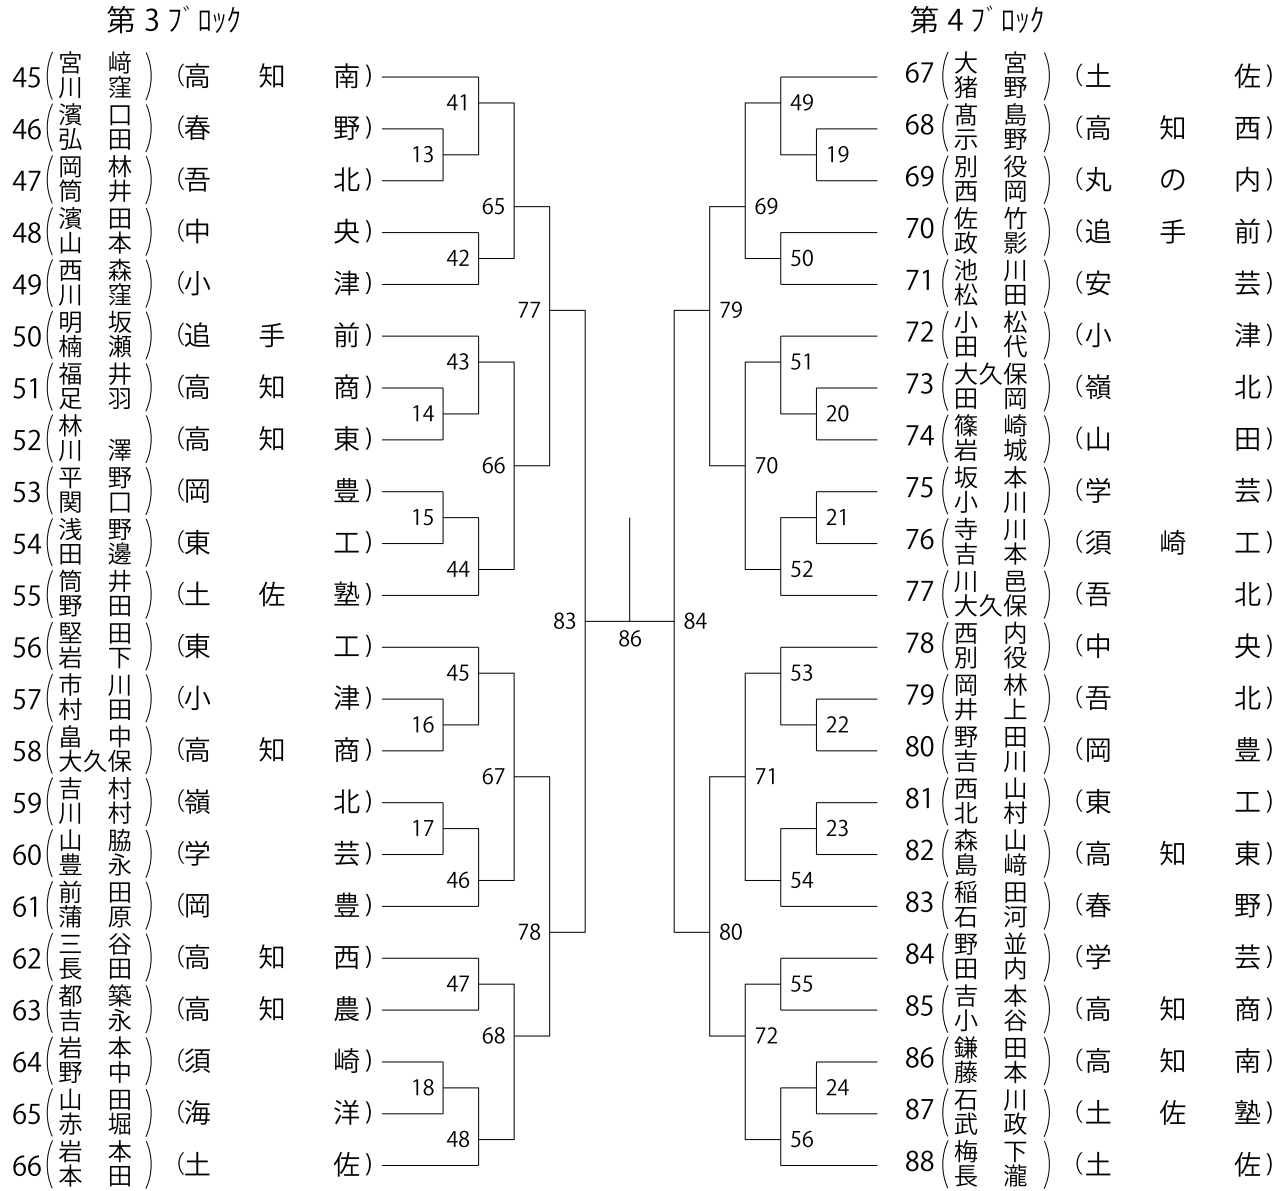 第3ﾌﾞﾛｯｸ
45 (宮﨑 川窪) (高知南)
46 (濱口 弘田) (春野)
47 (岡林 筒井) (吾北)
48 (濱田 山本) (中央)
49 (西森 川窪) (小津)
50 (明坂 楠瀬) (追手前)
51 (福井 足羽) (高知商)
52 (林 川澤) (高知東)
53 (平野 関口) (岡豊)
54 (浅野 田邊) (東工)
55 (筒井 野田) (土佐塾)
56 (堅田 岩下) (東工)
57 (市川 村田) (小津)
58 (畠中 大久保) (高知商)
59 (吉村 川村) (嶺北)
60 (山脇 豊永) (学芸)
61 (前田 蒲原) (岡豊)
62 (三谷 長田) (高知西)
63 (都築 吉永) (高知農)
64 (岩本 野中) (須崎)
65 (山田 赤堀) (海洋)
66 (岩本 本田) (土佐)
41
13
65
42
77
43
14
66
15
44
83
45
16
67
17
46
78
47
68
18
48
86
第4ﾌﾞﾛｯｸ
49
19
69
50
79
51
20
70
21
52
84
53
22
71
23
54
80
55
72
24
56
67 (大宮 猪野) (土佐)
68 (髙島 示野) (高知西)
69 (別役 西岡) (丸の内)
70 (佐竹 政影) (追手前)
71 (池川 松田) (安芸)
72 (小松 田代) (小津)
73 (大久保 田岡) (嶺北)
74 (篠崎 岩城) (山田)
75 (坂本 小川) (学芸)
76 (寺川 吉本) (須崎工)
77 (川邑 大久保) (吾北)
78 (西内 別役) (中央)
79 (岡林 井上) (吾北)
80 (野田 吉川) (岡豊)
81 (西山 北村) (東工)
82 (森山 島﨑) (高知東)
83 (稲田 石河) (春野)
84 (野並 田内) (学芸)
85 (吉本 小谷) (高知商)
86 (鎌田 藤本) (高知南)
87 (石川 武政) (土佐塾)
88 (梅下 長瀧) (土佐)